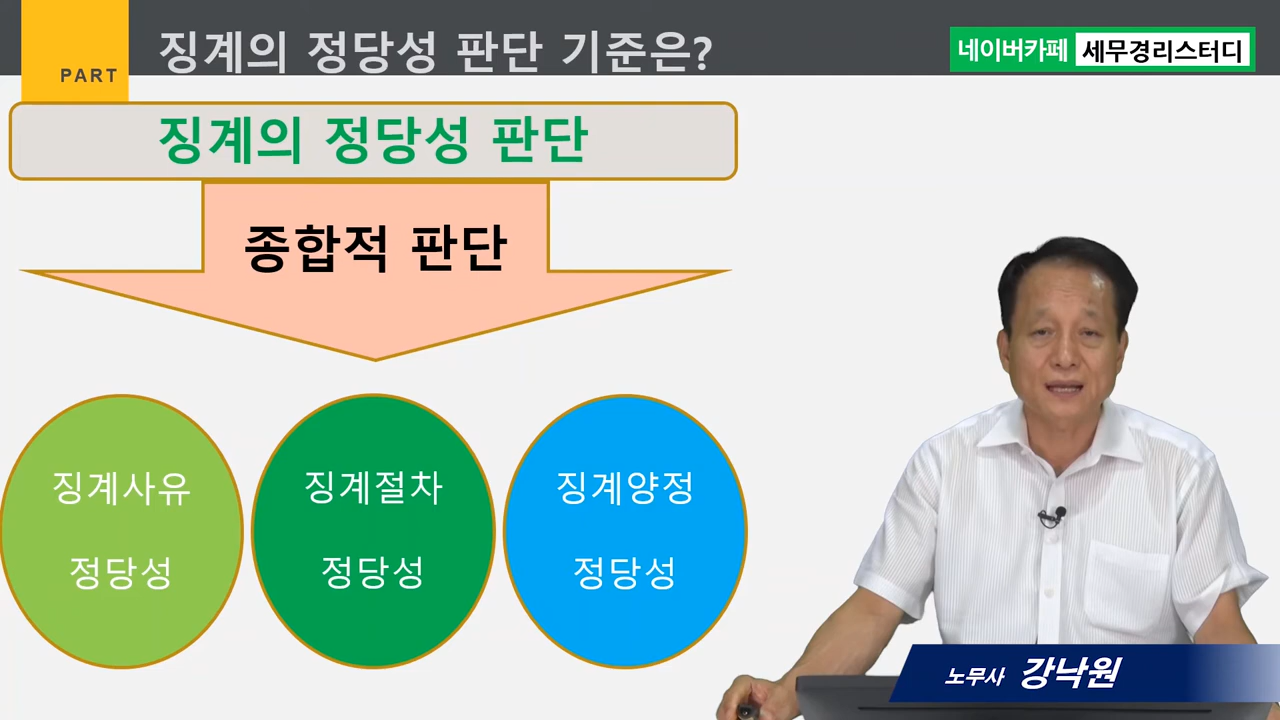 PART
징계의 정당성 판단 기준은?
네이버카페 세무경리스터디
징계의 정당성 판단
종합적 판단
징계사유
정당성
징계절차
정당성
징계양정
정당성
노무사 강낙원